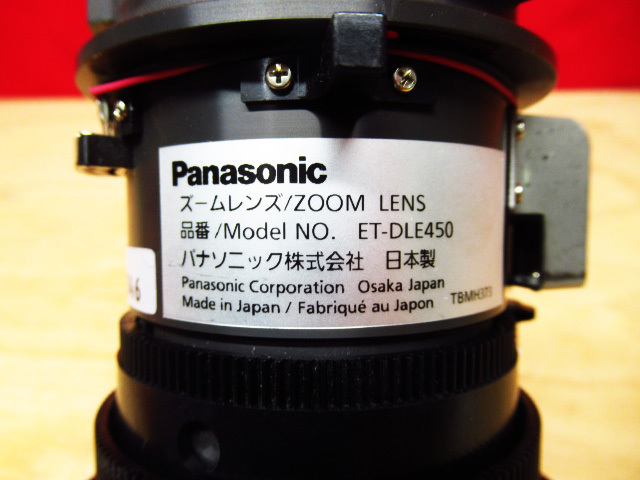 Panasonic
ズームレンズ/ZOOM LENS
品番/Model NO. ET-DLE450
パナソニック株式会社 日本製
Panasonic Corporation Osaka Japan
Made in Japan / Fabriqué au Japon